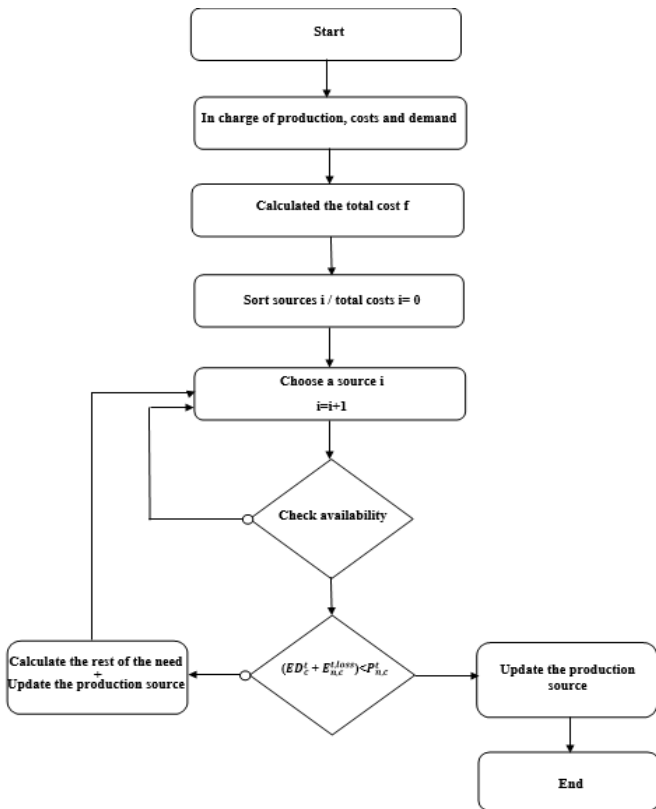 Start
In charge of production, costs and demand
Calculated the total cost f
Sort sources i / total costs i= 0
Choose a source i
i=i+1
Check availability
Calculate the rest of the need
+
Update the production source
(ED_c^t + E_{n,c}^{t,loss})<P_{n,c}^t
Update the production
source
End